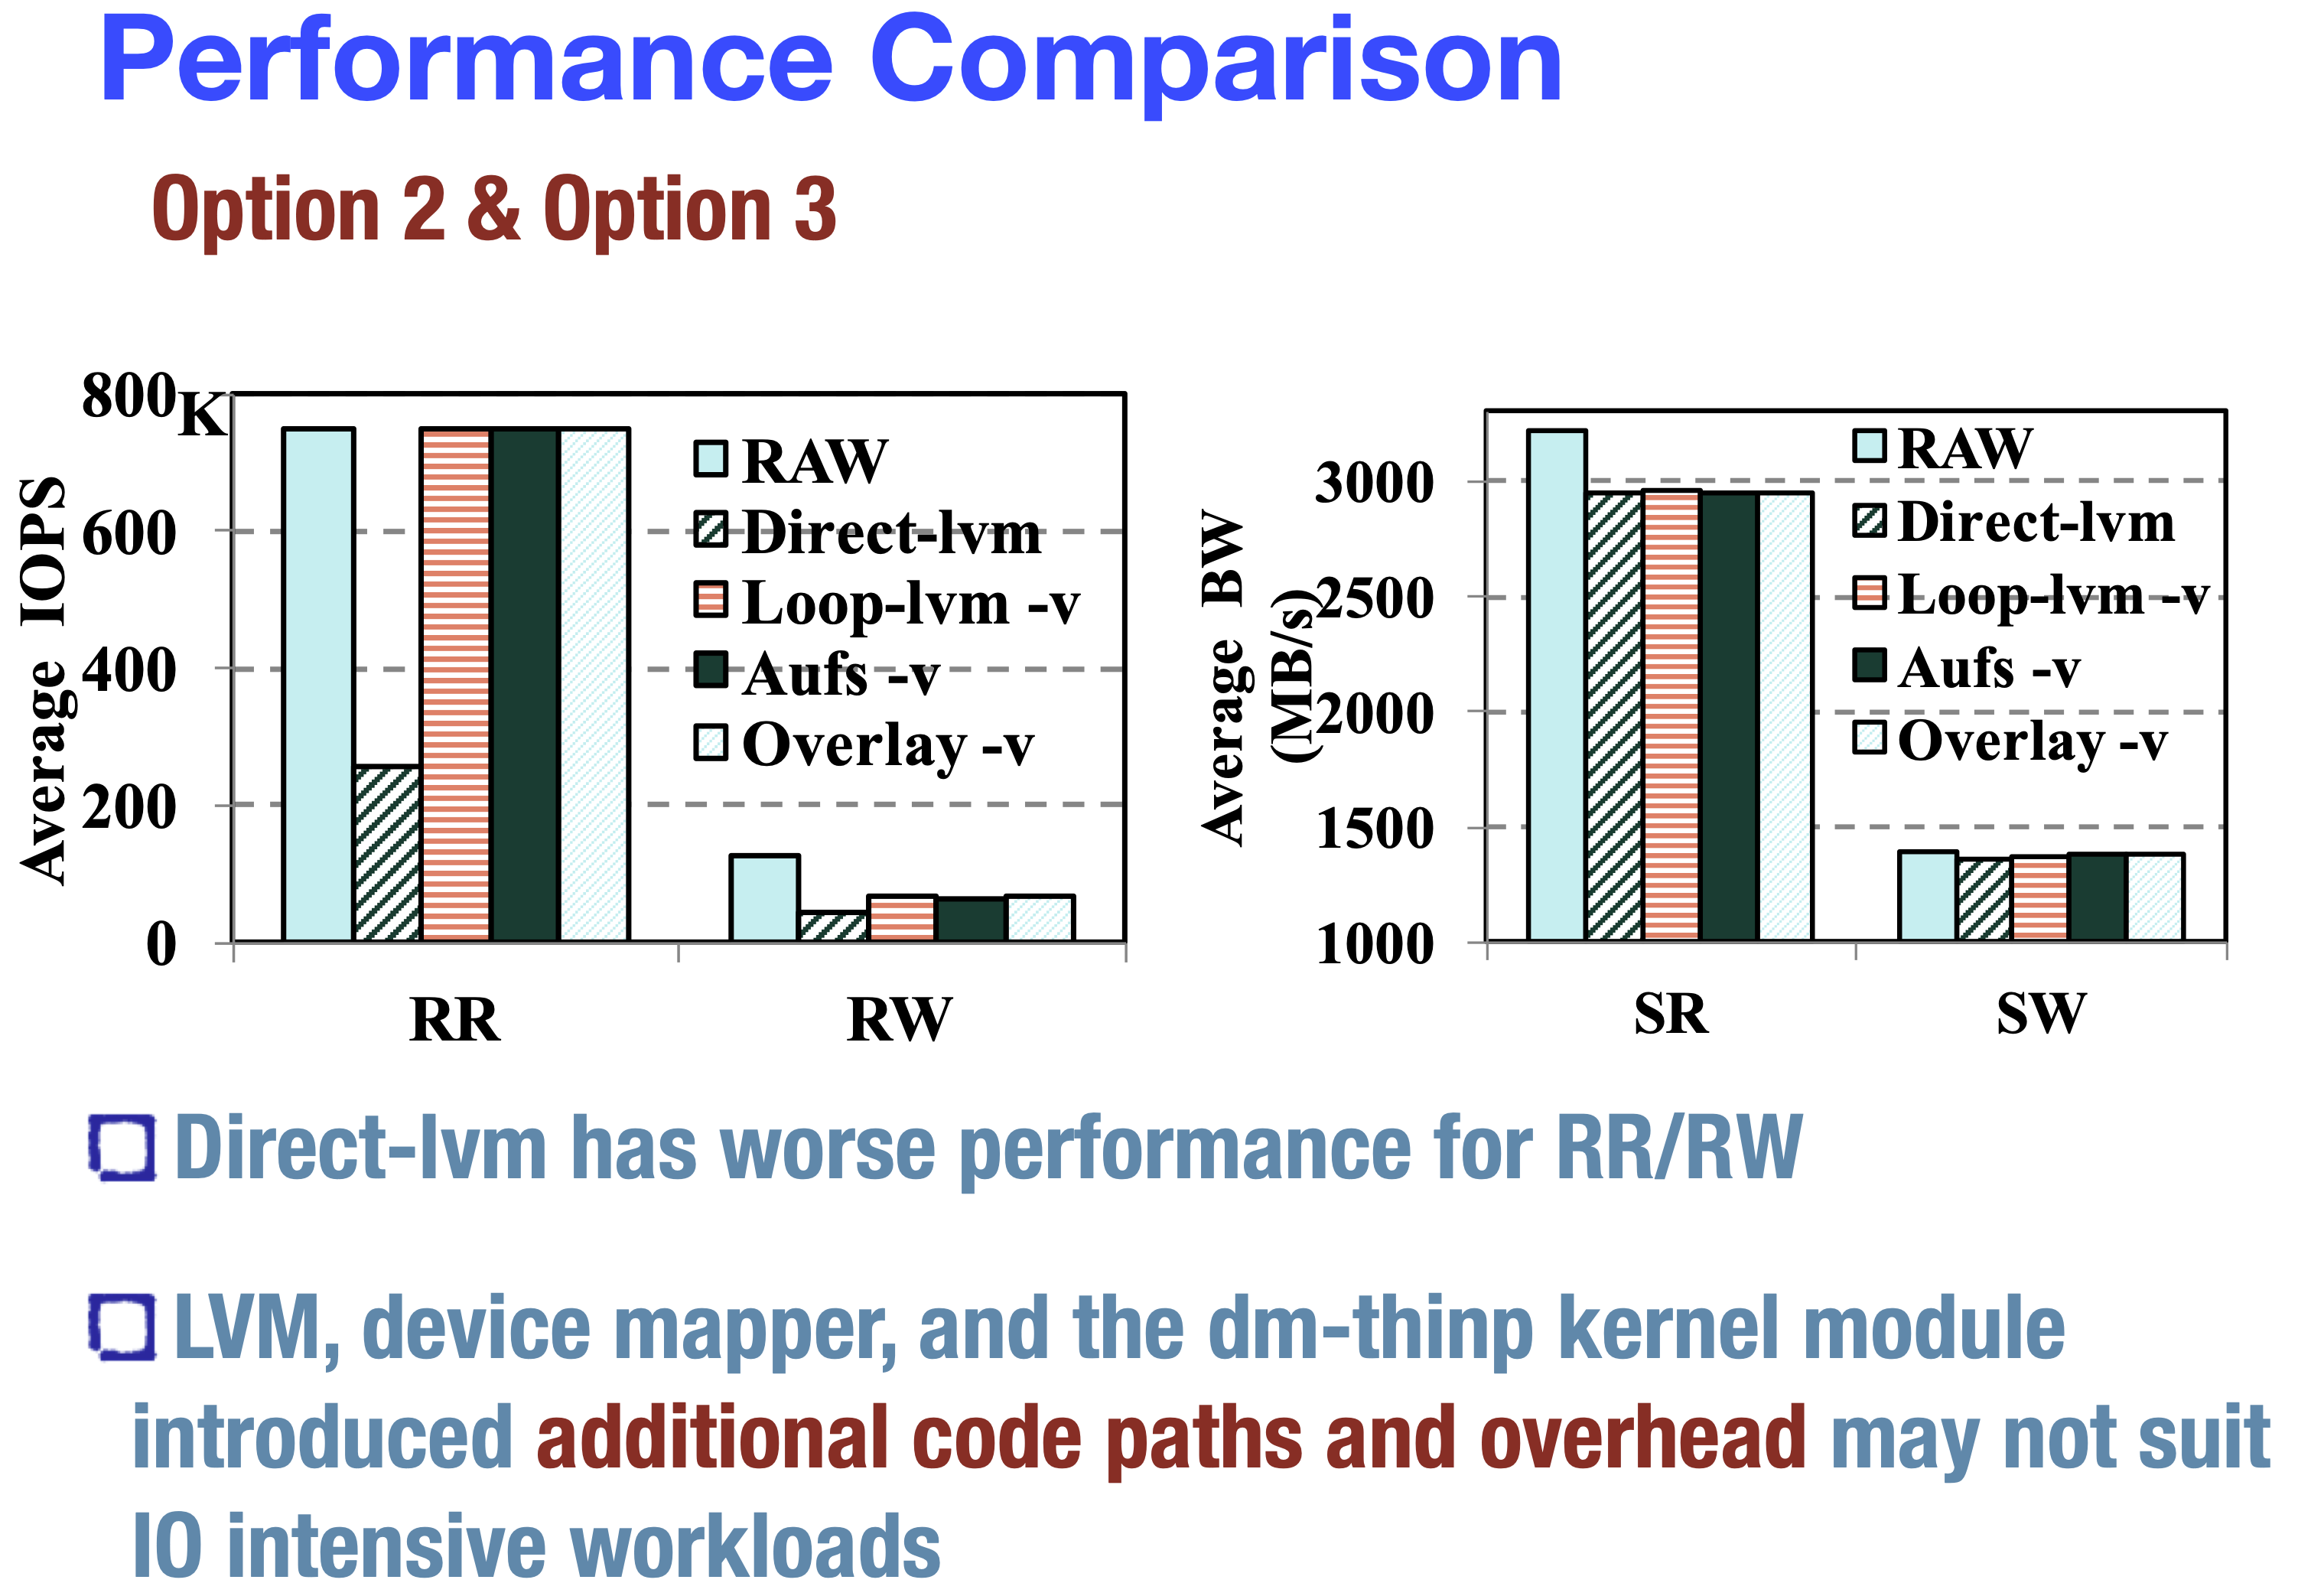 Performance Comparison
Option 2 & Option 3
Average IOPS
800K
600
400
200
0
RAW
Direct-lvm
Loop-lvm -v
Aufs -v
Overlay -v
RR
RW
Average BW
(MB/s)
3000
2500
2000
1500
1000
RAW
Direct-lvm
Loop-lvm -v
Aufs -v
Overlay -v
SR
SW
Direct-lvm has worse performance for RR/RW
LVM, device mapper, and the dm-thinp kernel module
introduced additional code paths and overhead may not suit
IO intensive workloads